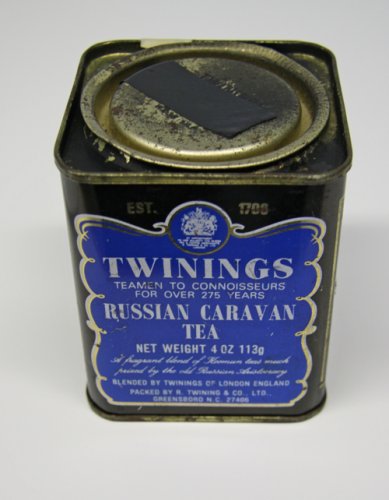 EST. 1706
TWININGS
TEAMEN TO CONNOISSEURS
FOR OVER 275 YEARS
RUSSIAN CARAVAN
TEA
NET WEIGHT 4 OZ 113g
A fragrant blend of Keemun teas much
prized by the old Russian Aristocracy
BLENDED BY TWININGS OF LONDON ENGLAND
PACKED BY R. TWINING & CO., LTD.,
GREENSBORO N.C. 27406